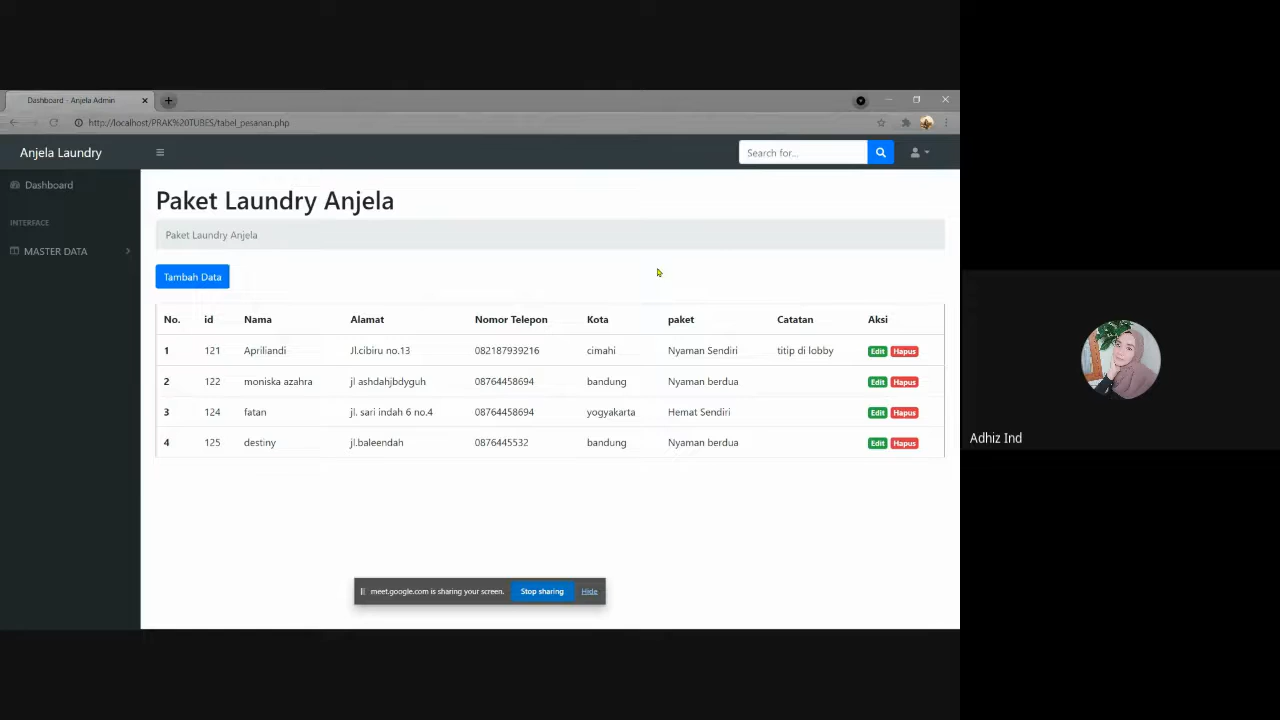 Dashboard - Anjela Admin
http://localhost/PRAK%20TUBES/tabel_pesanan.php
Anjela Laundry
Search for...
Dashboard
INTERFACE
MASTER DATA
Paket Laundry Anjela
Paket Laundry Anjela
Tambah Data
No. id Nama Alamat Nomor Telepon Kota paket Catatan Aksi
1 121 Apriliandi Jl.cibiru no.13 082187939216 cimahi Nyaman Sendiri titip di lobby Edit Hapus
2 122 moniska azahra jl ashdahjbdyguh 08764458694 bandung Nyaman berdua Edit Hapus
3 124 fatan jl. sari indah 6 no.4 08764458694 yogyakarta Hemat Sendiri Edit Hapus
4 125 destiny jl.baleendah 0876445532 bandung Nyaman berdua Edit Hapus
meet.google.com is sharing your screen. Stop sharing Hide
Adhiz Ind